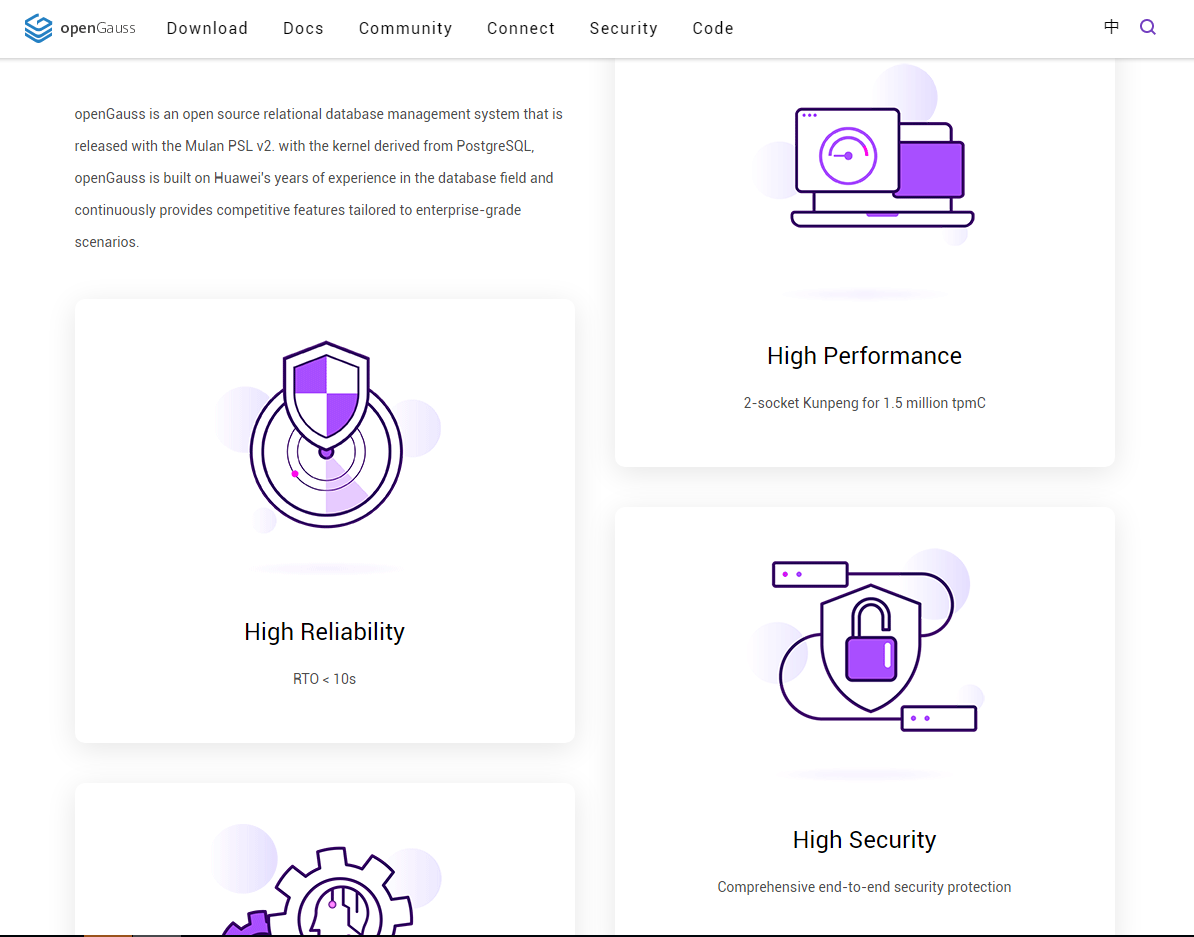 openGauss Download Docs Community Connect Security Code 中
openGauss is an open source relational database management system that is
released with the Mulan PSL v2. with the kernel derived from PostgreSQL,
openGauss is built on Huawei's years of experience in the database field and
continuously provides competitive features tailored to enterprise-grade
scenarios.
High Performance
2-socket Kunpeng for 1.5 million tpmC
High Reliability
RTO < 10s
High Security
Comprehensive end-to-end security protection